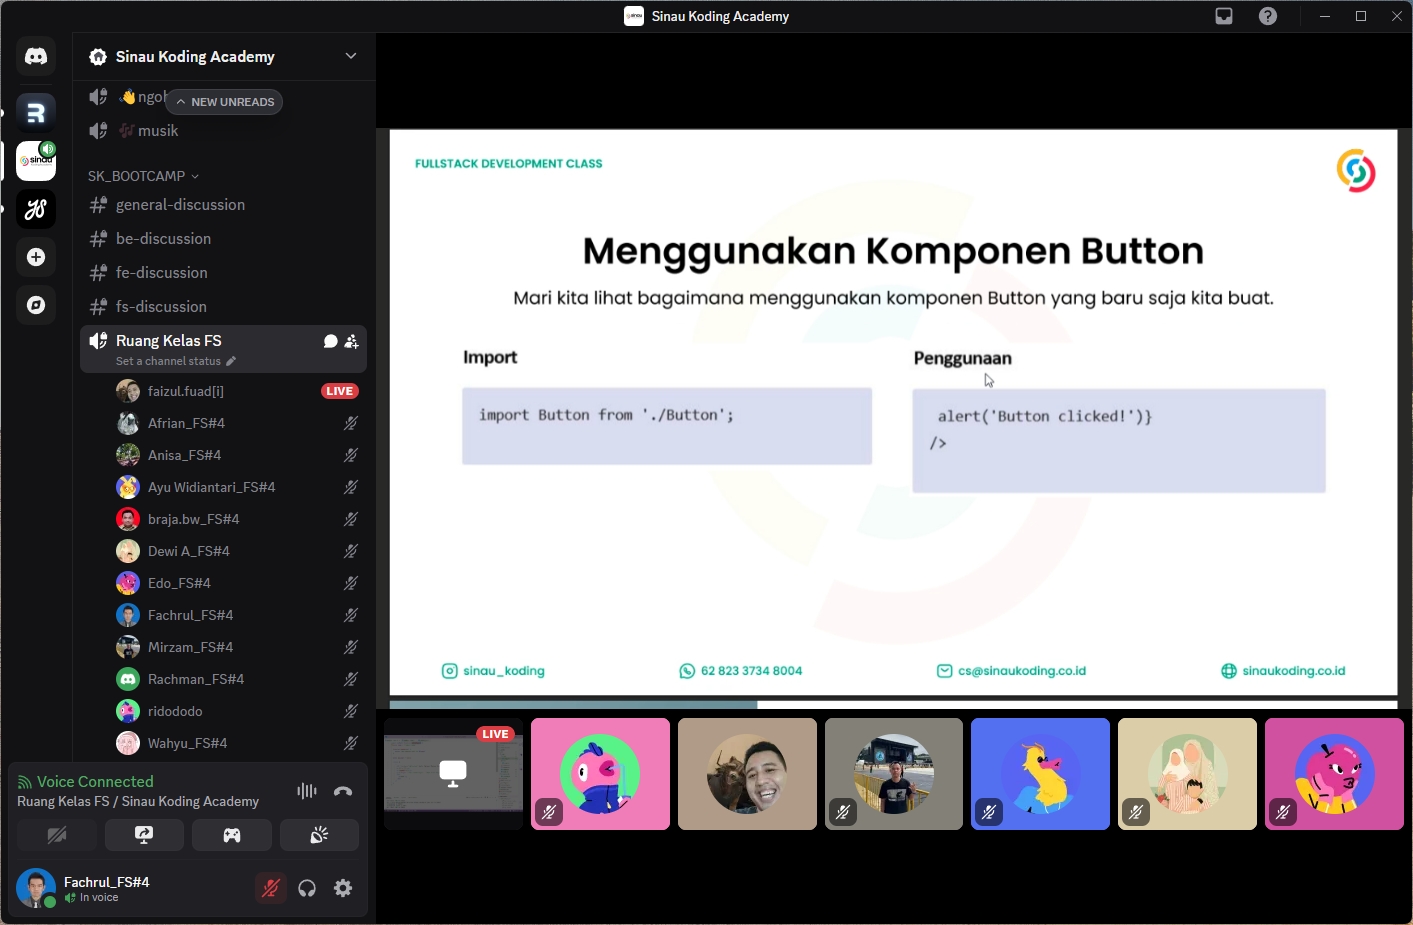 Sinau Koding Academy
Sinau Koding Academy
NEW UNREADS
musik
SK_BOOTCAMP
general-discussion
be-discussion
fe-discussion
fs-discussion
Ruang Kelas FS
Set a channel status
faizul.fuad[i]
LIVE
Afrian_FS#4
Anisa_FS#4
Ayu Widiantari_FS#4
braja.bw_FS#4
Dewi A_FS#4
Edo_FS#4
Fachrul_FS#4
Mirzam_FS#4
Rachman_FS#4
ridododo
Wahyu_FS#4
Voice Connected
Ruang Kelas FS / Sinau Koding Academy
Fachrul_FS#4
In voice
FULLSTACK DEVELOPMENT CLASS
Menggunakan Komponen Button
Mari kita lihat bagaimana menggunakan komponen Button yang baru saja kita buat.
Import
import Button from './Button';
Penggunaan
alert('Button clicked!')}
/>
sinau_koding
62 823 3734 8004
cs@sinaukoding.co.id
sinaukoding.co.id
LIVE